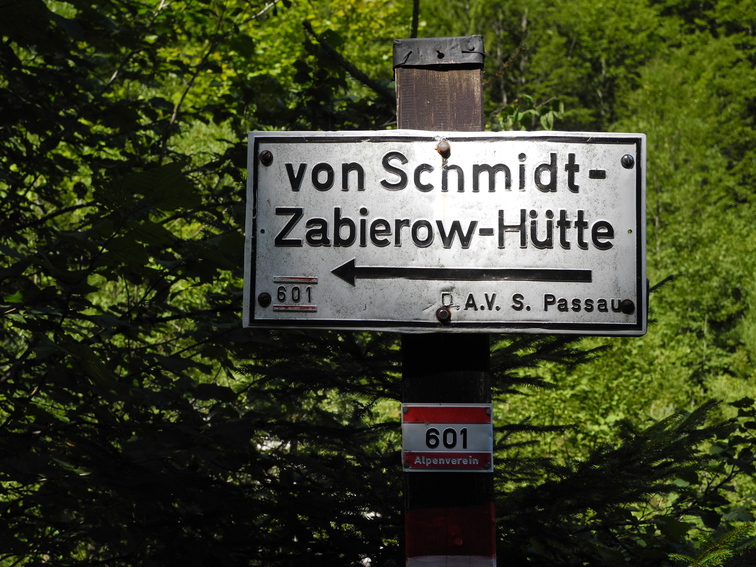 von Schmidt-
Zabierow-Hütte
601
D.A.V. S. Passau
601
Alpenverein